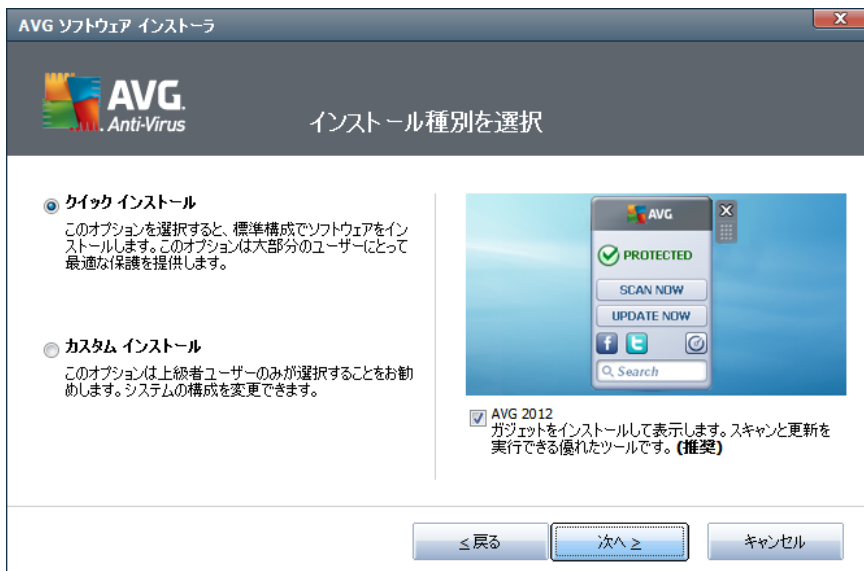 AVG ソフトウェア インストーラ
AVG.
Anti-Virus
インストール種別を選択
クイック インストール
このオプションを選択すると、標準構成でソフトウェアをイン
ストールします。このオプションは大部分のユーザーにとって
最適な保護を提供します。
カスタム インストール
このオプションは上級者ユーザーのみが選択することをお勧
めします。システムの構成を変更できます。
AVG
PROTECTED
SCAN NOW
UPDATE NOW
Search
AVG 2012
ガジェットをインストールして表示します。スキャンと更新を
実行できる優れたツールです。(推奨)
≤戻る
次へ ≥
キャンセル